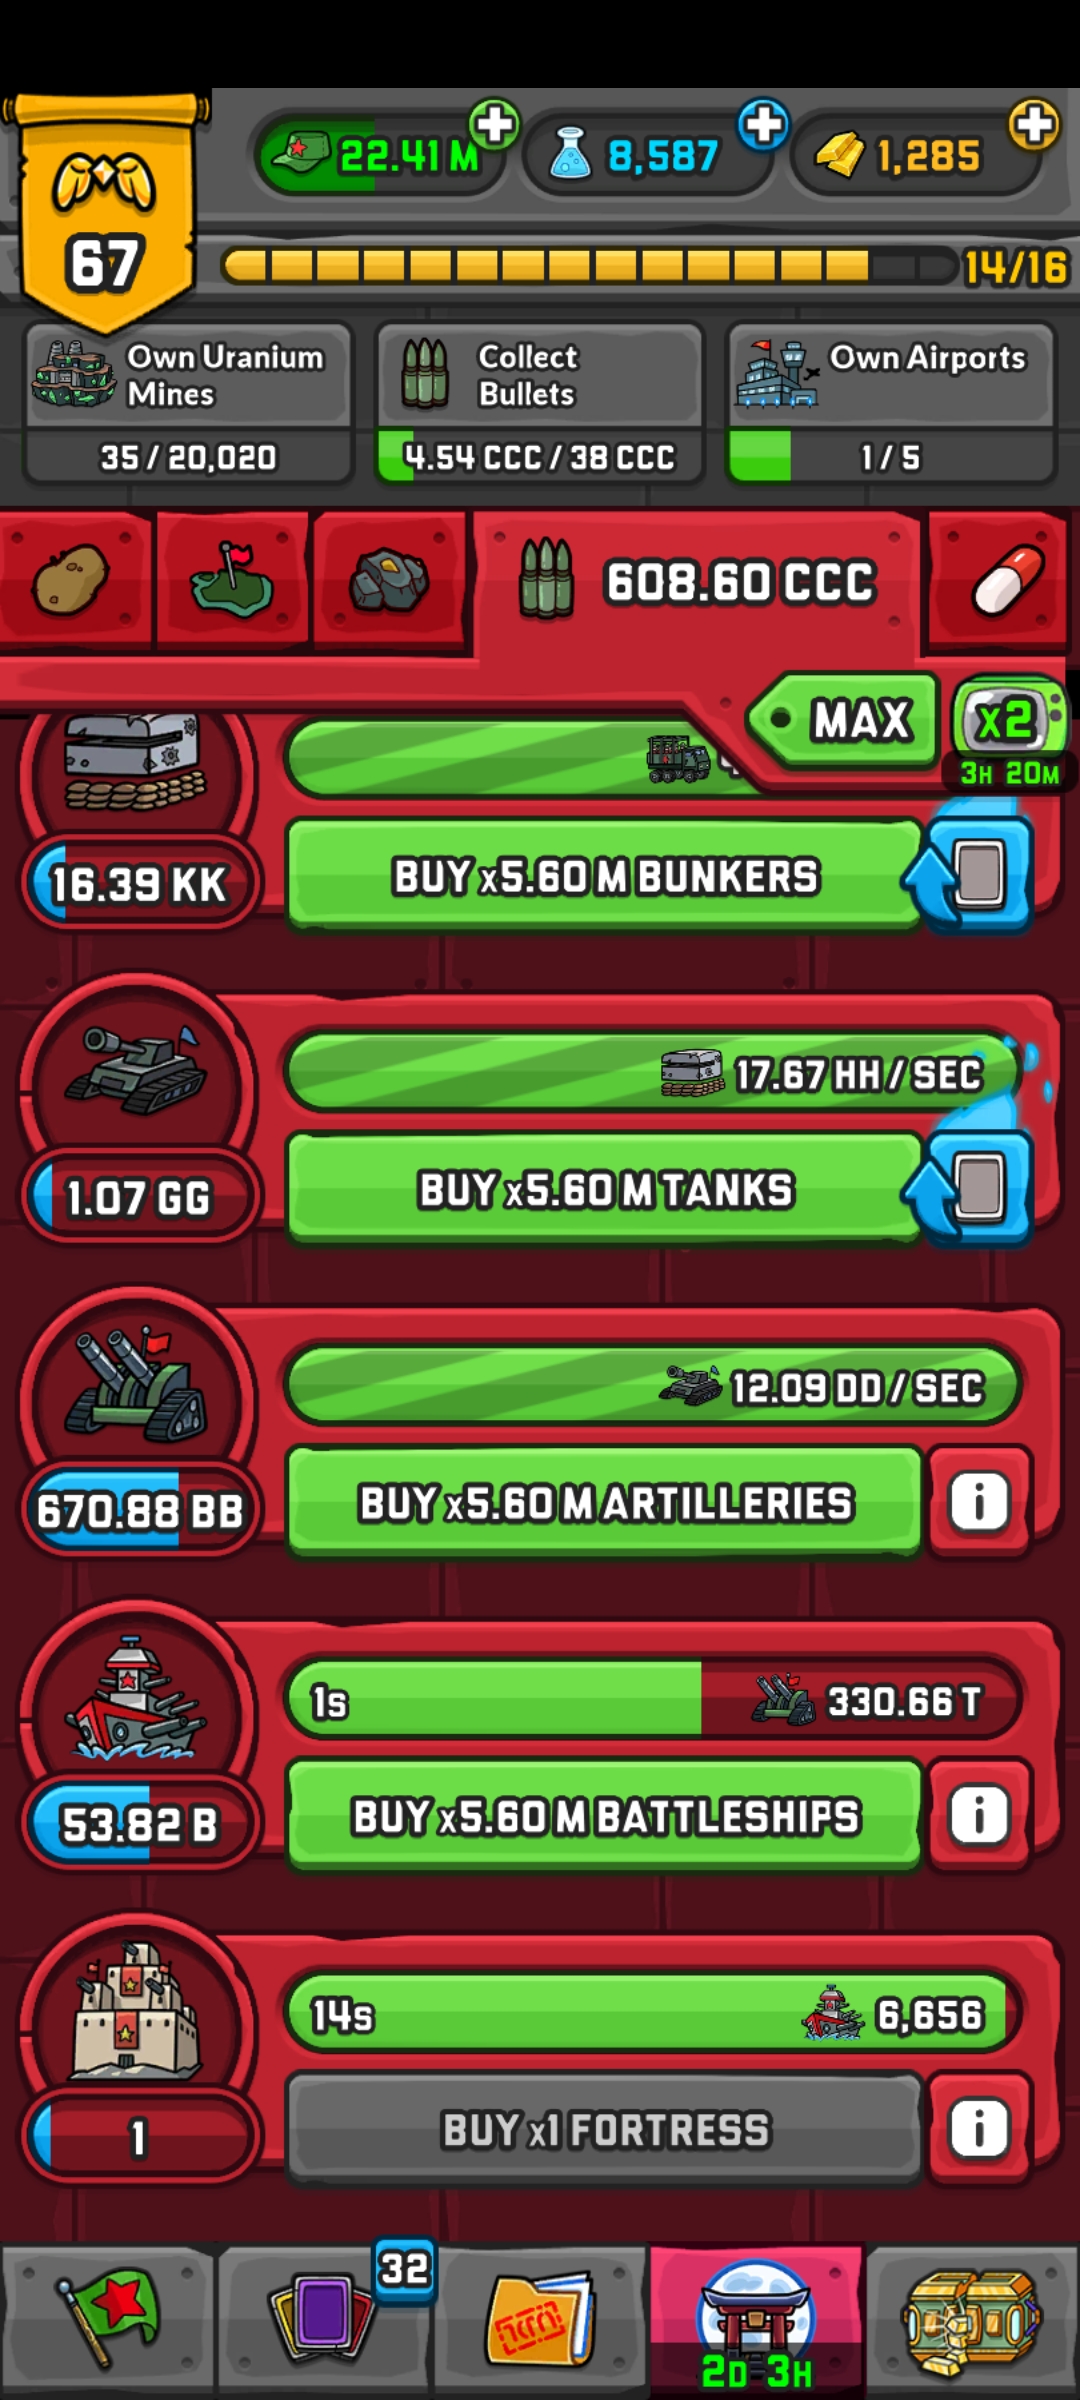 22.41 M
8,587
1,285
67
14/16
Own Uranium
Mines
35 / 20,020
Collect
Bullets
4.54 CCC / 38 CCC
Own Airports
1 / 5
608.60 CCC
MAX
x2
3H 20M
16.39 KK
BUY x5.60 M BUNKERS
17.67 HH / SEC
1.07 GG
BUY x5.60 M TANKS
12.09 DD / SEC
670.88 BB
BUY x5.60 M ARTILLERIES
1s
330.66 T
53.82 B
BUY x5.60 M BATTLESHIPS
14s
6,656
1
BUY x1 FORTRESS
32
2D 3H